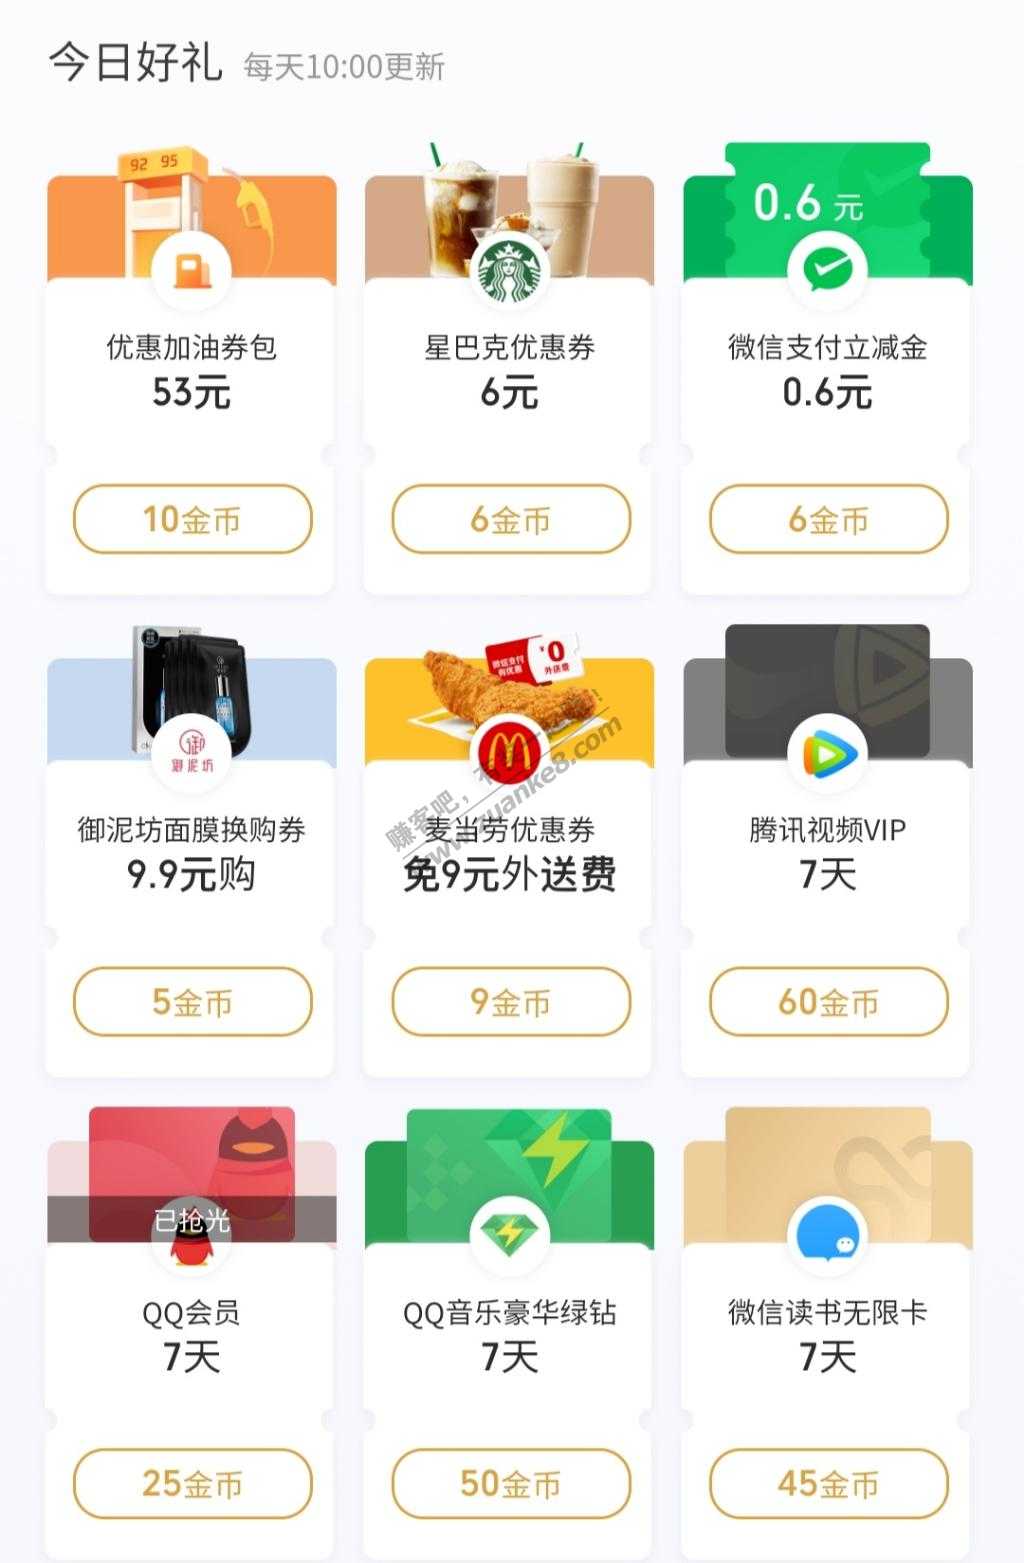 今日好礼 每天10:00更新
92 95
0.6 元
优惠加油券包
53元
10金币
星巴克优惠券
6元
6金币
微信支付立减金
0.6元
6金币
御
御泥坊
御泥坊面膜换购券
9.9元购
5金币
微信支付
¥0
外送费
麦当劳优惠券
免9元外送费
9金币
赚客吧，有
www.zuanke8.com
腾讯视频VIP
7天
60金币
已抢光
QQ会员
7天
25金币
QQ音乐豪华绿钻
7天
50金币
微信读书无限卡
7天
45金币